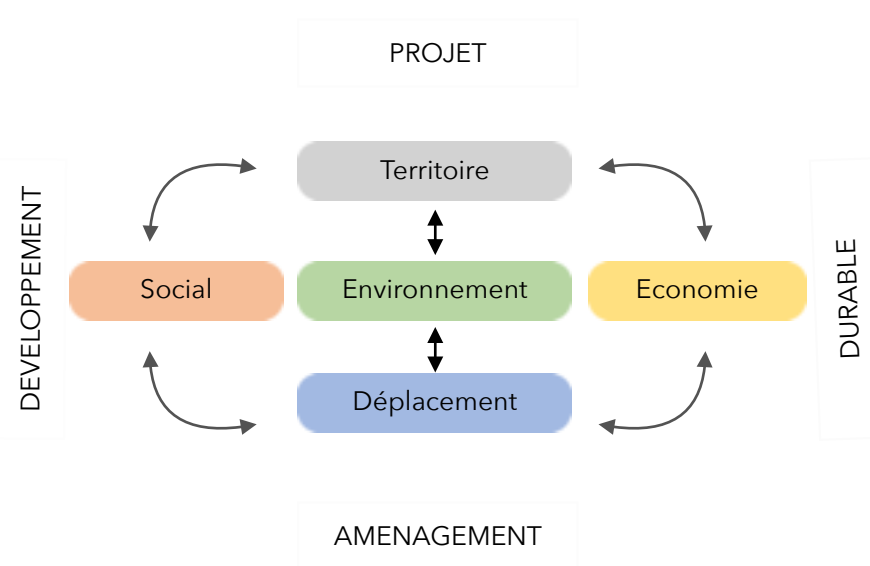 PROJET
Territoire
DEVELOPPEMENT
Social
Environnement
Economie
DURABLE
Déplacement
AMENAGEMENT